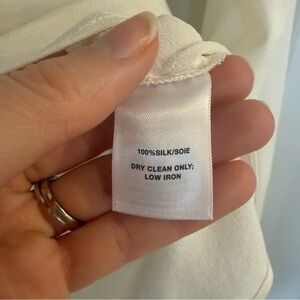 100%SILK/SOIE
DRY CLEAN ONLY;
LOW IRON